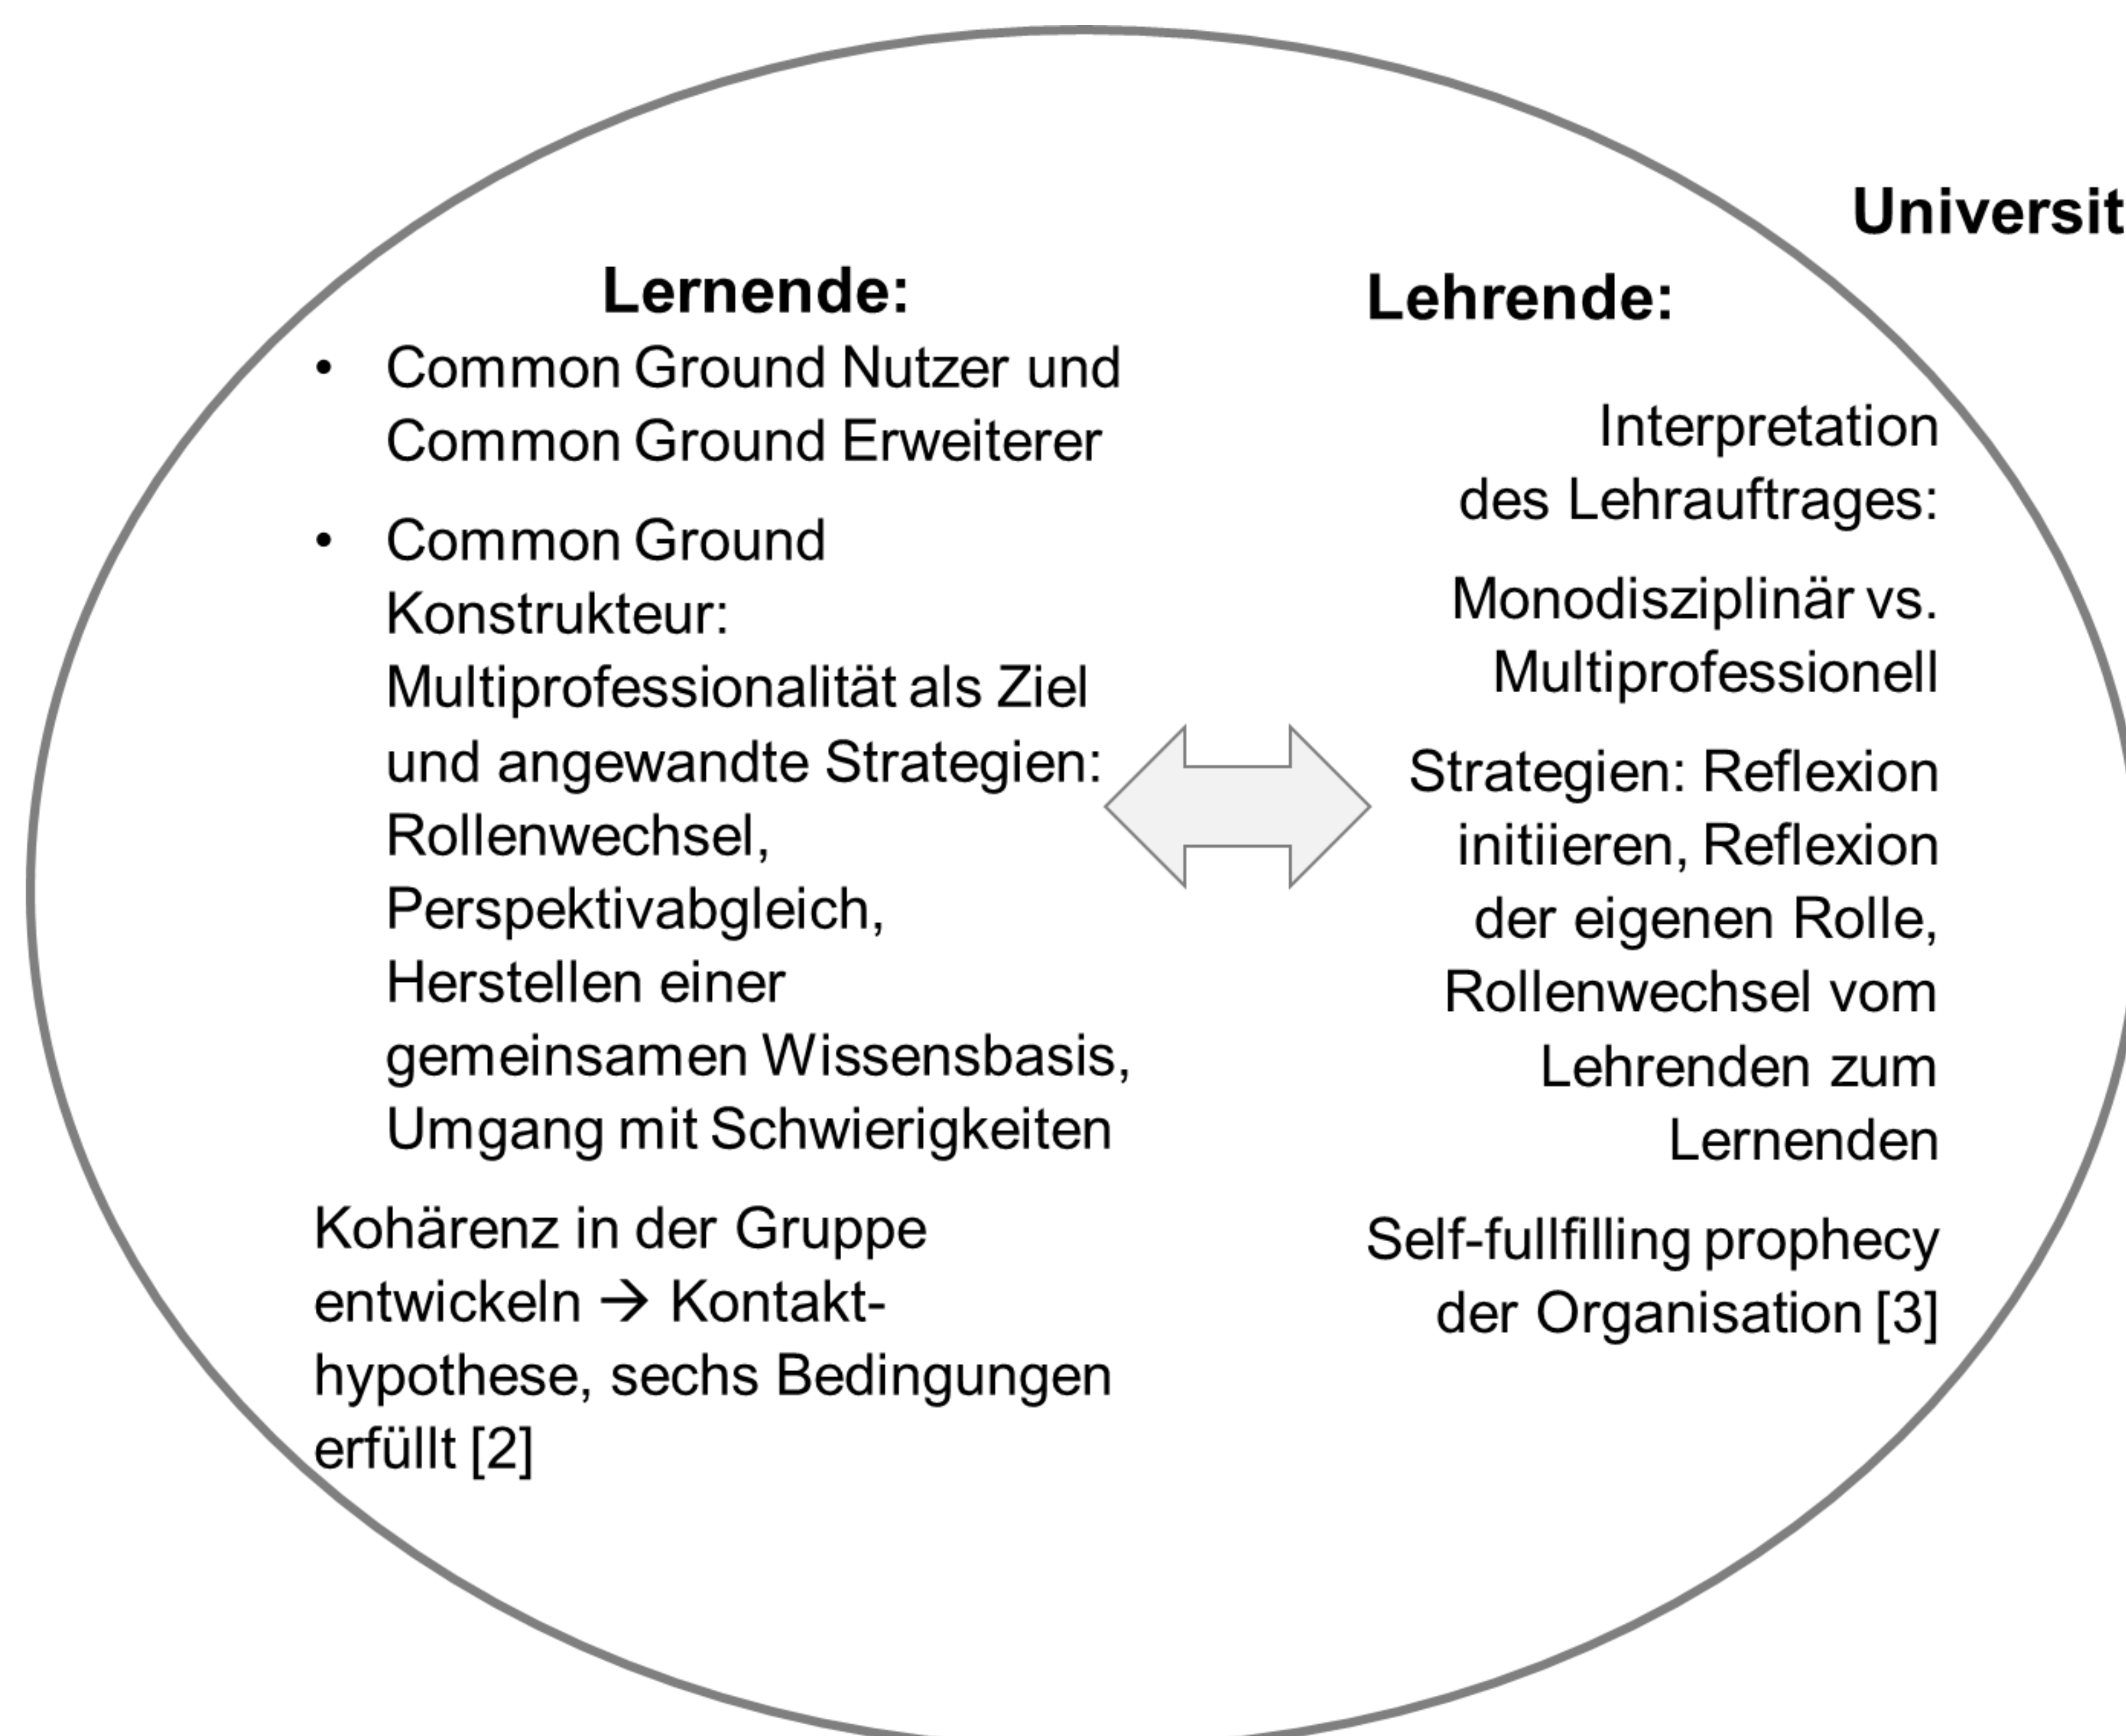 Universit
Lernende:
• Common Ground Nutzer und
Common Ground Erweiterer
• Common Ground
Konstrukteur:
Multiprofessionalität als Ziel
und angewandte Strategien:
Rollenwechsel,
Perspektivabgleich,
Herstellen einer
gemeinsamen Wissensbasis,
Umgang mit Schwierigkeiten
Kohärenz in der Gruppe
entwickeln → Kontakt-
hypothese, sechs Bedingungen
erfüllt [2]
Lehrende:
Interpretation
des Lehrauftrages:
Monodisziplinär vs.
Multiprofessionell
Strategien: Reflexion
initiieren, Reflexion
der eigenen Rolle,
Rollenwechsel vom
Lehrenden zum
Lernenden
Self-fullfilling prophecy
der Organisation [3]